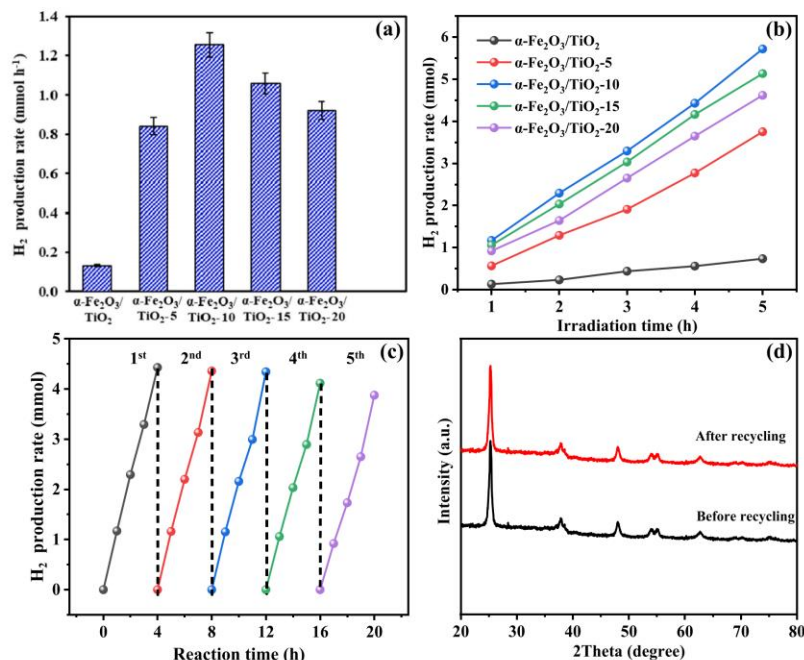 (a)
H₂ production rate (mmol h⁻¹)
1.4
1.2
1.0
0.8
0.6
0.4
0.2
0.0
α-Fe₂O₃/ α-Fe₂O₃/ α-Fe₂O₃/ α-Fe₂O₃/ α-Fe₂O₃/
TiO₂ TiO₂-5 TiO₂-10 TiO₂-15 TiO₂-20
(b)
H₂ production rate (mmol)
6
5
4
3
2
1
0
α-Fe₂O₃/TiO₂
α-Fe₂O₃/TiO₂-5
α-Fe₂O₃/TiO₂-10
α-Fe₂O₃/TiO₂-15
α-Fe₂O₃/TiO₂-20
1 2 3 4 5
Irradiation time (h)
(c)
H₂ production rate (mmol)
5
4
3
2
1
0
1st 2nd 3rd 4th 5th
0 4 8 12 16 20
Reaction time (h)
(d)
Intensity (a.u.)
After recycling
Before recycling
20 30 40 50 60 70 80
2Theta (degree)